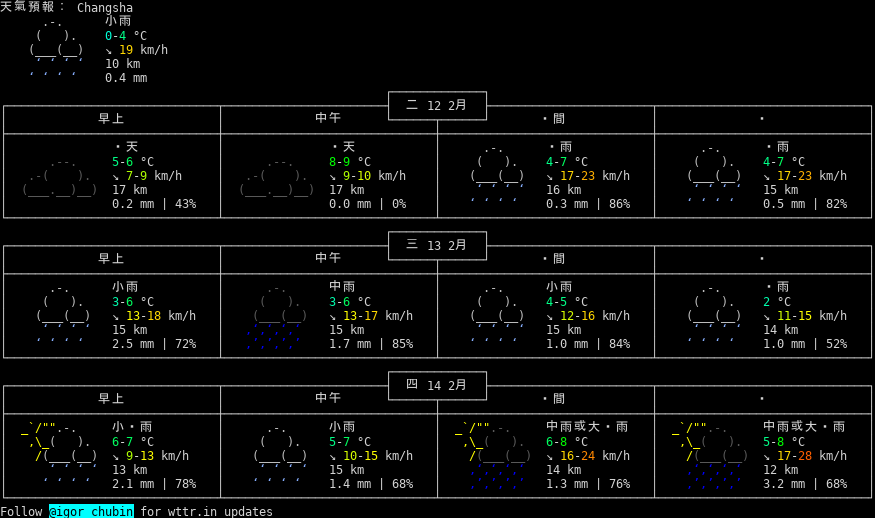 天氣預報： Changsha
小雨
0-4 °C
↘ 19 km/h
10 km
0.4 mm
二 12 2月
早上 中午 ・間 ・
・天 ・天 ・雨 ・雨
5-6 °C 8-9 °C 4-7 °C 4-7 °C
↘ 7-9 km/h ↘ 9-10 km/h ↘ 17-23 km/h ↘ 17-23 km/h
17 km 17 km 16 km 15 km
0.2 mm | 43% 0.0 mm | 0% 0.3 mm | 86% 0.5 mm | 82%
三 13 2月
早上 中午 ・間 ・
小雨 中雨 小雨 ・雨
3-6 °C 3-6 °C 4-5 °C 2 °C
↘ 13-18 km/h ↘ 13-17 km/h ↘ 12-16 km/h ↘ 11-15 km/h
15 km 15 km 15 km 14 km
2.5 mm | 72% 1.7 mm | 85% 1.0 mm | 84% 1.0 mm | 52%
四 14 2月
早上 中午 ・間 ・
小・雨 小雨 中雨或大・雨 中雨或大・雨
6-7 °C 5-7 °C 6-8 °C 5-8 °C
↘ 9-13 km/h ↘ 10-15 km/h ↘ 16-24 km/h ↘ 17-28 km/h
13 km 15 km 14 km 12 km
2.1 mm | 78% 1.4 mm | 68% 1.3 mm | 76% 3.2 mm | 68%
Follow @igor_chubin for wttr.in updates